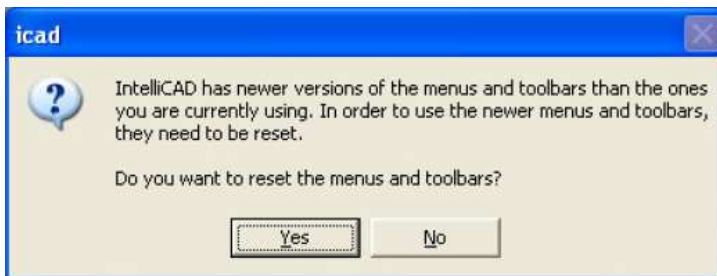 icad
IntelliCAD has newer versions of the menus and toolbars than the ones
you are currently using. In order to use the newer menus and toolbars,
they need to be reset.
Do you want to reset the menus and toolbars?
Yes
No